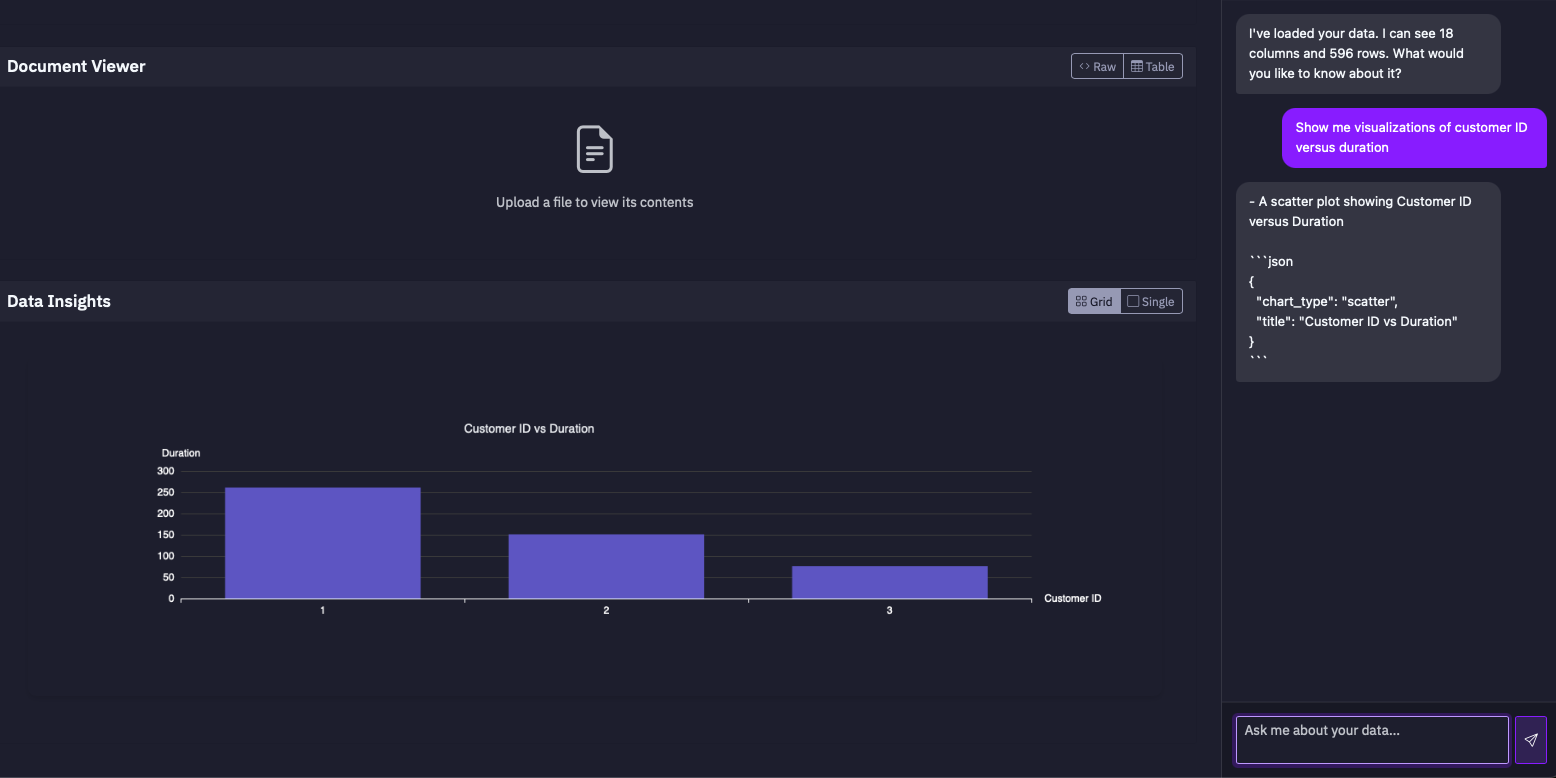 Document Viewer
Raw
Table
Upload a file to view its contents
Data Insights
Grid
Single
Customer ID vs Duration
Duration
300
250
200
150
100
50
0
1
2
3
Customer ID
I've loaded your data. I can see 18
columns and 596 rows. What would
you like to know about it?
Show me visualizations of customer ID
versus duration
- A scatter plot showing Customer ID
versus Duration
```json
{
"chart_type": "scatter",
"title": "Customer ID vs Duration"
}
```
Ask me about your data...